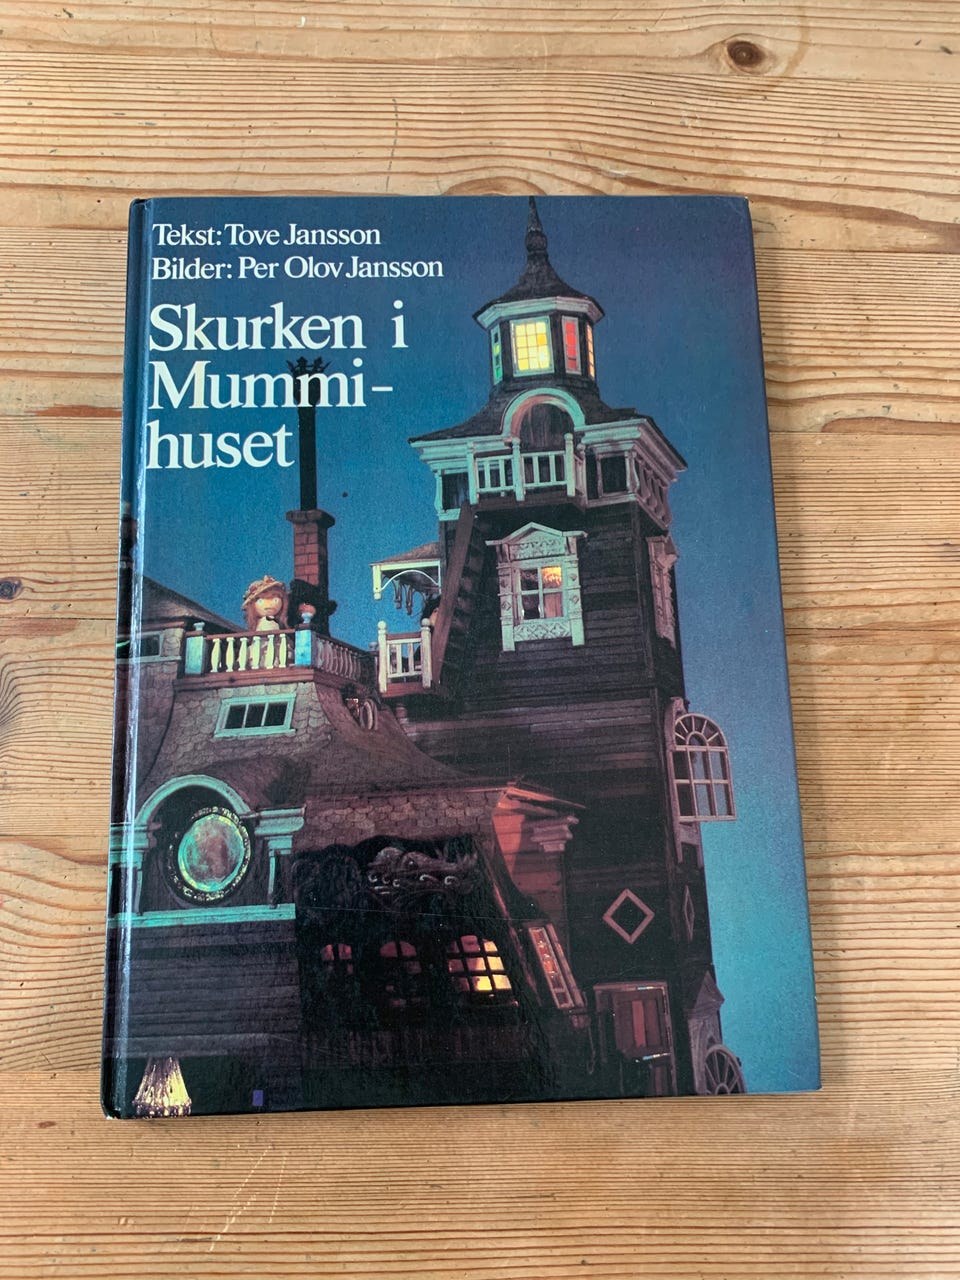 Tekst: Tove Jansson
Bilder: Per Olov Jansson
Skurken i
Mummi-
huset